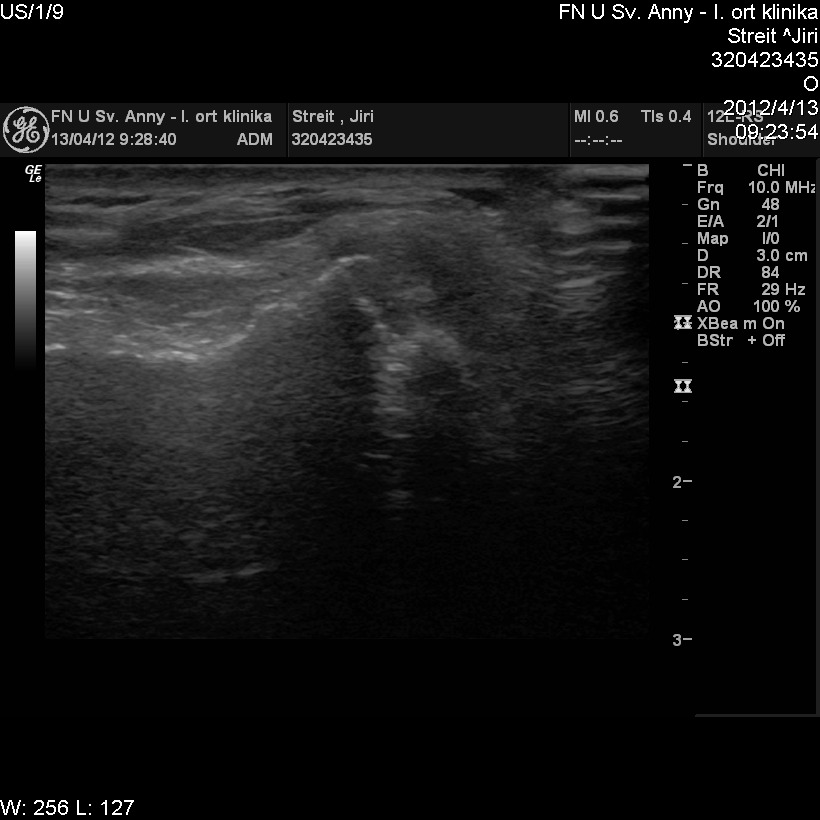 US/1/9
FN U Sv. Anny - I. ort klinika
Streit ^Jiri
320423435
O
2012/4/13
09:23:54
FN U Sv. Anny - I. ort klinika
13/04/12 9:28:40 ADM
Streit , Jiri
320423435
MI 0.6 TIs 0.4
--:--:--
12L-RS
Shoulder
GE
Le
B CHI
Frq 10.0 MHz
Gn 48
E/A 2/1
Map I/0
D 3.0 cm
DR 84
FR 29 Hz
AO 100 %
XBea m On
BStr + Off
2
3
W: 256 L: 127